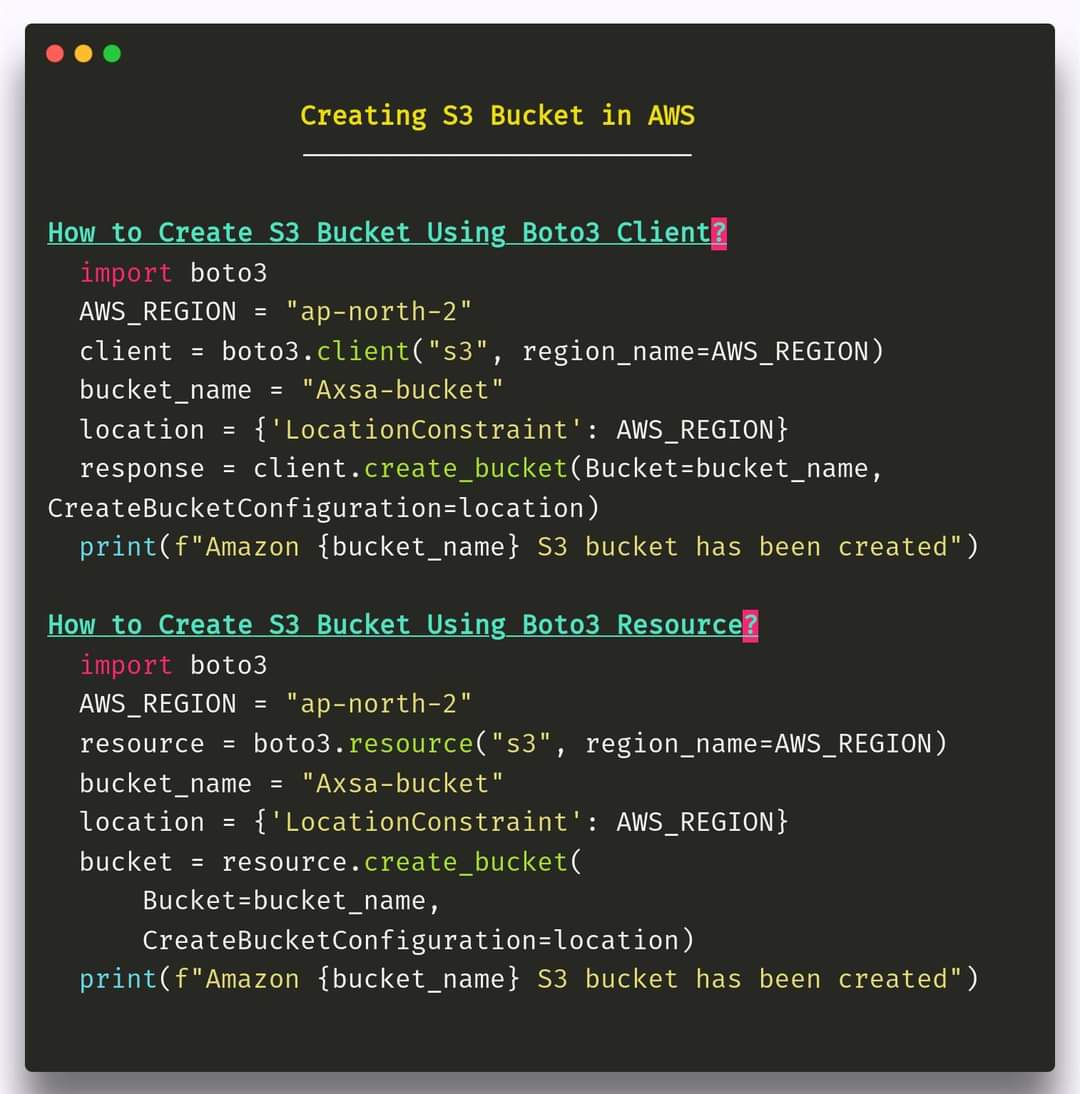 Creating S3 Bucket in AWS
How to Create S3 Bucket Using Boto3 Client?
import boto3
AWS_REGION = "ap-north-2"
client = boto3.client("s3", region_name=AWS_REGION)
bucket_name = "Axsa-bucket"
location = {'LocationConstraint': AWS_REGION}
response = client.create_bucket(Bucket=bucket_name,
CreateBucketConfiguration=location)
print(f"Amazon {bucket_name} S3 bucket has been created")
How to Create S3 Bucket Using Boto3 Resource?
import boto3
AWS_REGION = "ap-north-2"
resource = boto3.resource("s3", region_name=AWS_REGION)
bucket_name = "Axsa-bucket"
location = {'LocationConstraint': AWS_REGION}
bucket = resource.create_bucket(
Bucket=bucket_name,
CreateBucketConfiguration=location)
print(f"Amazon {bucket_name} S3 bucket has been created")